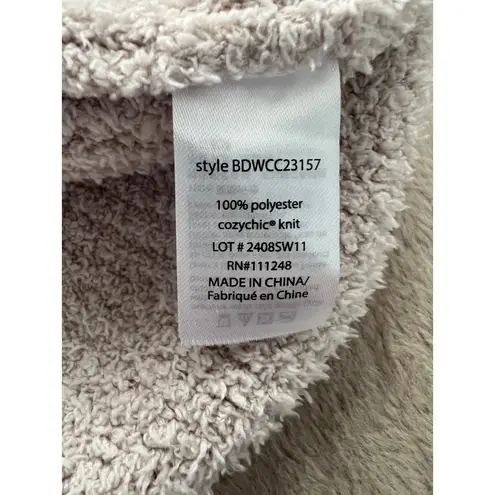 style BDWCC23157
100% polyester
cozychic® knit
LOT # 2408SW11
RN#111248
MADE IN CHINA/
Fabriqué en Chine